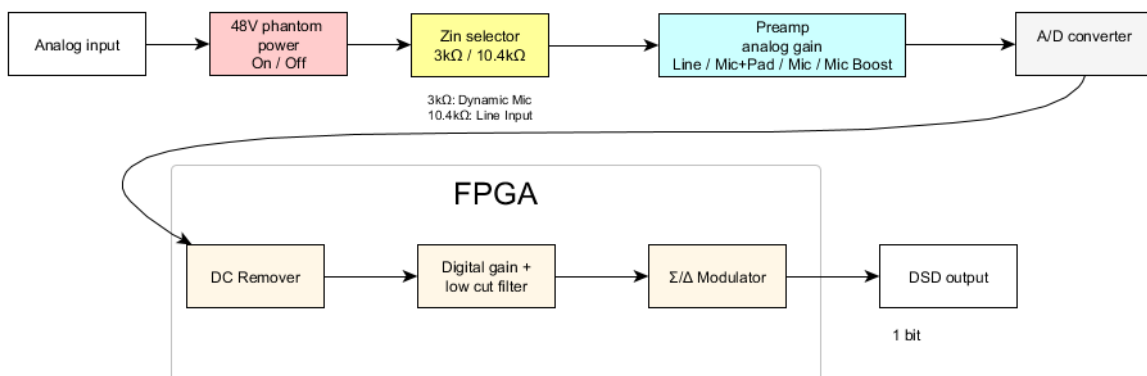 Analog input
48V phantom
power
On / Off
Zin selector
3kΩ / 10.4kΩ
Preamp
analog gain
Line / Mic+Pad / Mic / Mic Boost
A/D converter
3kΩ: Dynamic Mic
10.4kΩ: Line Input
FPGA
DC Remover
Digital gain +
low cut filter
Σ/Δ Modulator
DSD output
1 bit